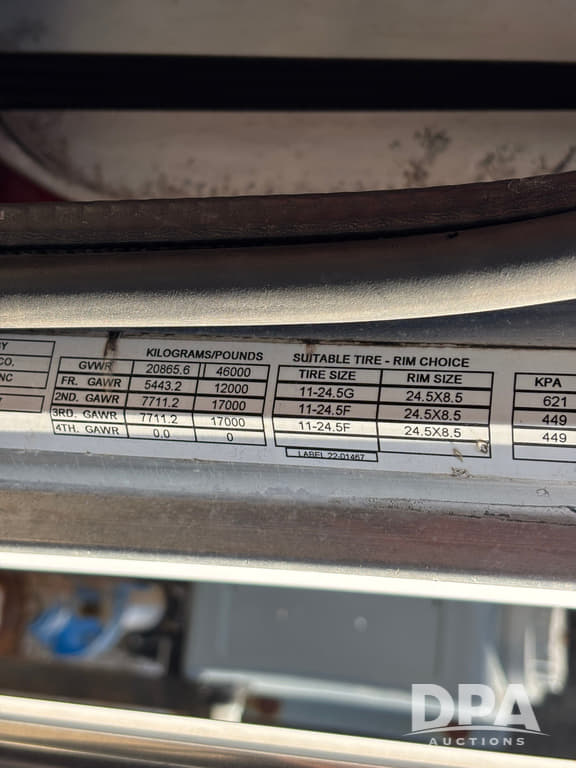 KILOGRAMS/POUNDS SUITABLE TIRE - RIM CHOICE
GVWR 20865.6 46000 TIRE SIZE RIM SIZE KPA
CO. FR. GAWR 5443.2 12000 11-24.5G 24.5X8.5 621
NC 2ND. GAWR 7711.2 17000 11-24.5F 24.5X8.5 449
3RD. GAWR 7711.2 17000 11-24.5F 24.5X8.5 449
4TH. GAWR 0.0 0
LABEL 22-01467
DPA
AUCTIONS